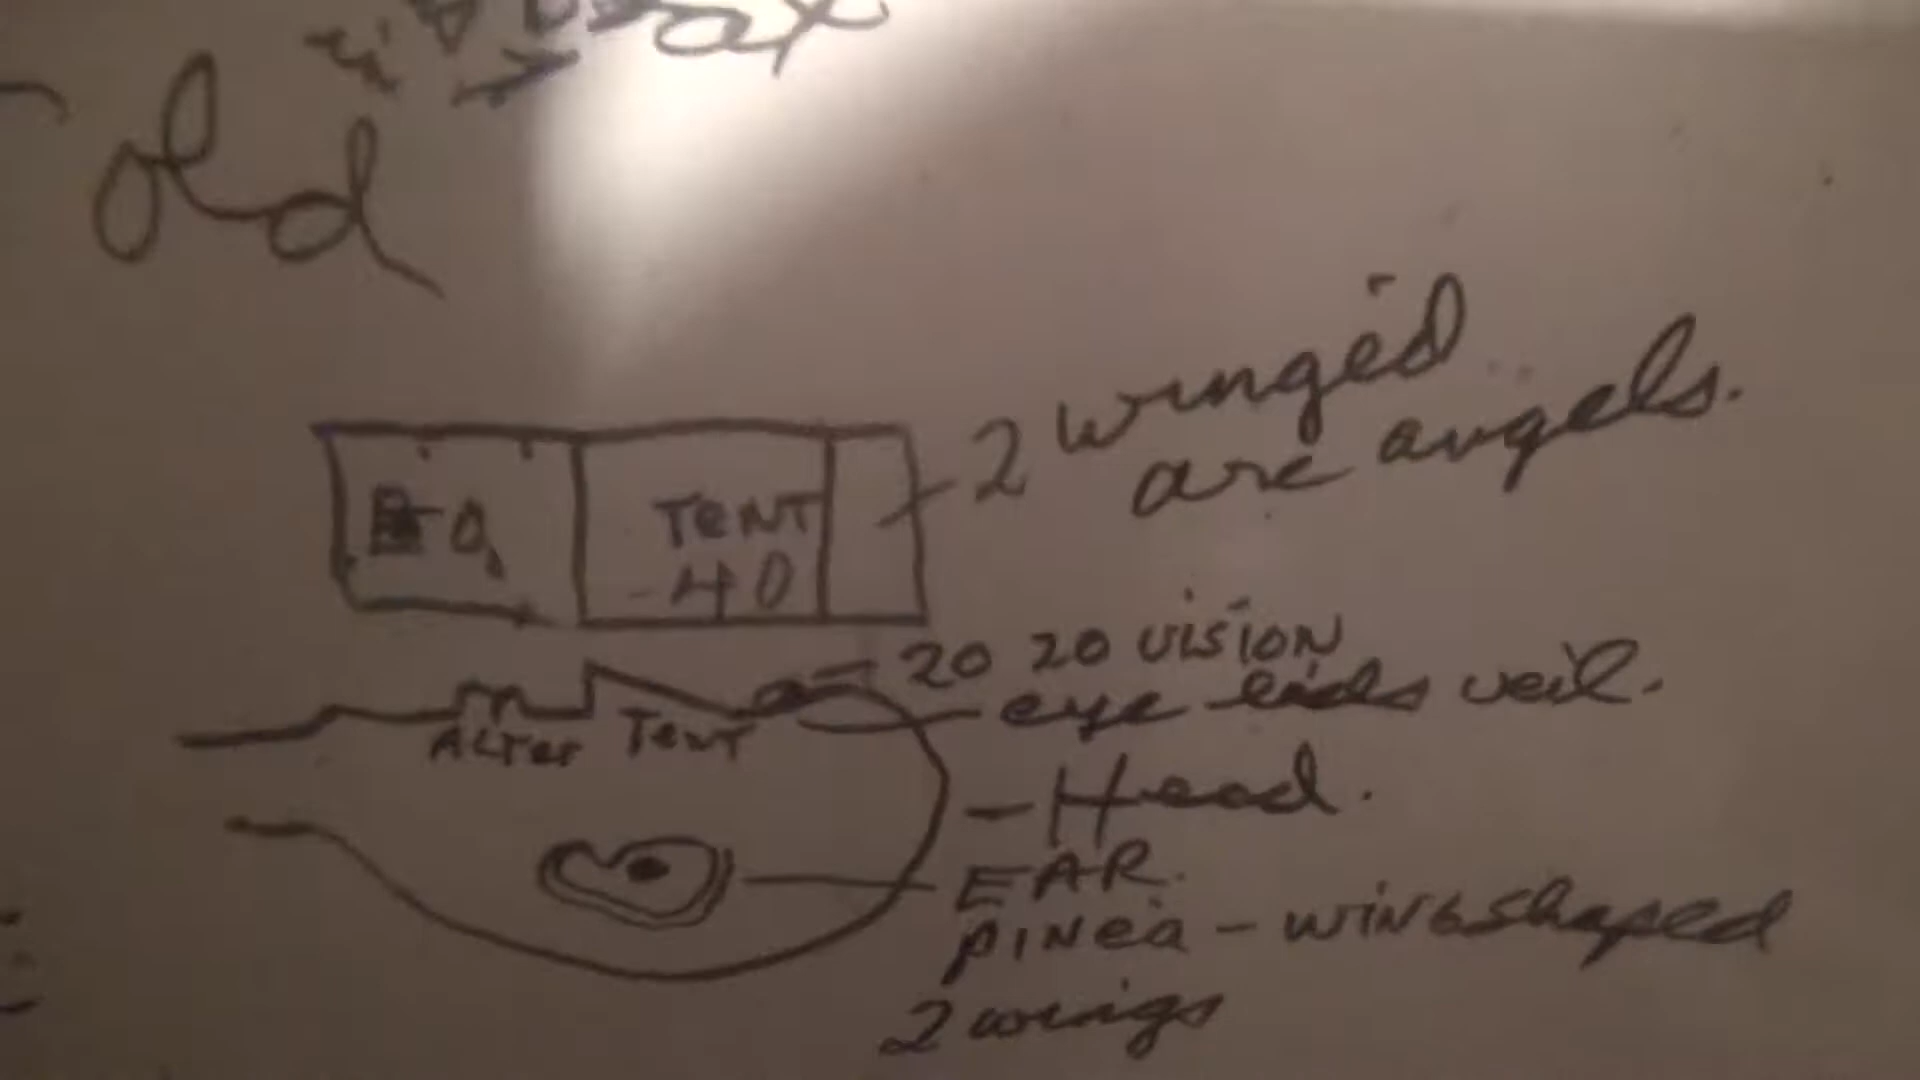 old
2 winged
are angels.
TeNT
40
20 20 VISION
eye lids veil.
ALTer TeNT
- Head.
EAR.
piNea - wiNgshaped
2 wings